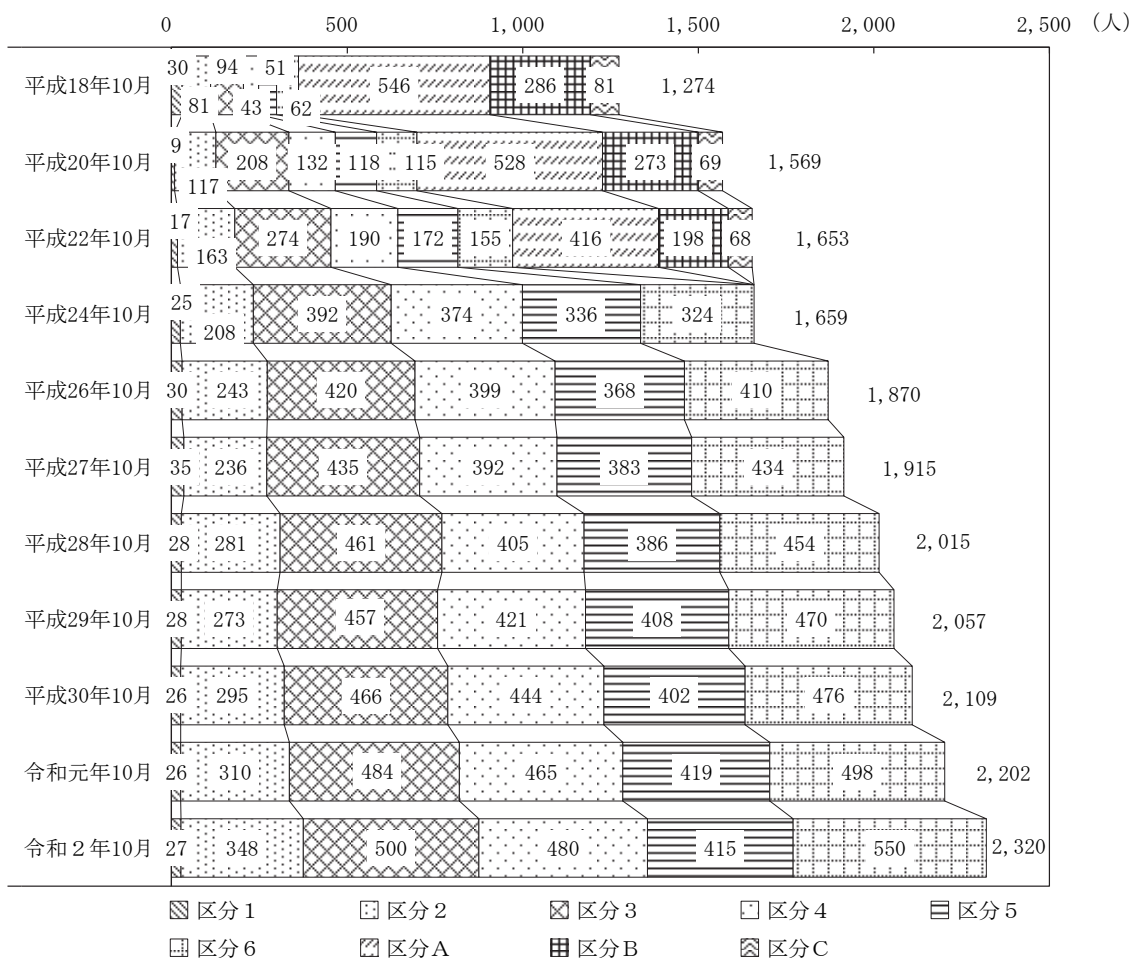 0 500 1,000 1,500 2,000 2,500 (人)
30 94 51
平成18年10月 546 286 81 1,274
81 43 62
9
平成20年10月 208 132 118 115 528 273 69 1,569
117
17
平成22年10月 274 190 172 155 416 198 68 1,653
163
25
平成24年10月 392 374 336 324 1,659
208
平成26年10月 30 243 420 399 368 410 1,870
平成27年10月 35 236 435 392 383 434 1,915
平成28年10月 28 281 461 405 386 454 2,015
平成29年10月 28 273 457 421 408 470 2,057
平成30年10月 26 295 466 444 402 476 2,109
令和元年10月 26 310 484 465 419 498 2,202
令和２年10月 27 348 500 480 415 550 2,320
区分１ 区分２ 区分３ 区分４ 区分５
区分６ 区分Ａ 区分Ｂ 区分Ｃ